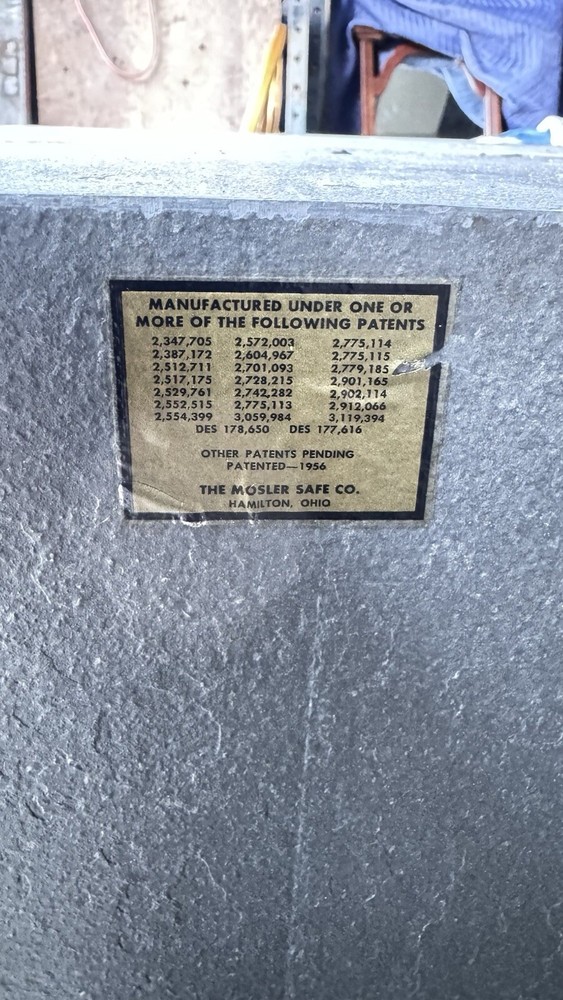 MANUFACTURED UNDER ONE OR
MORE OF THE FOLLOWING PATENTS
2,347,705 2,572,003 2,775,114
2,387,172 2,604,967 2,775,115
2,512,711 2,701,093 2,779,185
2,517,175 2,728,215 2,901,165
2,529,761 2,742,282 2,902,114
2,552,515 2,775,113 2,912,066
2,554,399 3,059,984 3,119,394
DES 178,650 DES 177,616
OTHER PATENTS PENDING
PATENTED—1956
THE MOSLER SAFE CO.
HAMILTON, OHIO